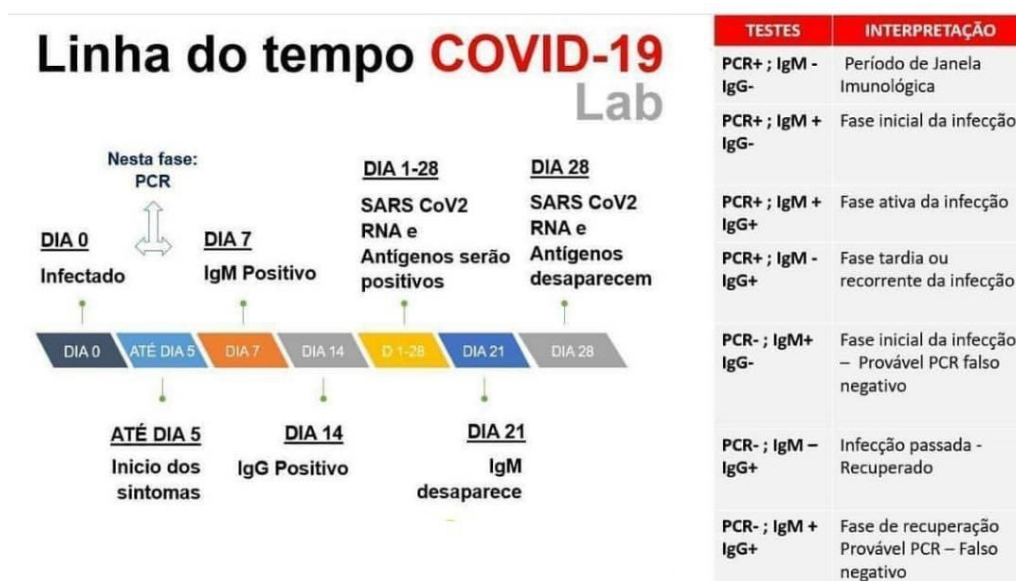 Linha do tempo COVID-19
Lab
Nesta fase:
PCR
DIA 0
Infectado
DIA 7
IgM Positivo
DIA 1-28
SARS CoV2
RNA e
Antígenos serão
positivos
DIA 28
SARS CoV2
RNA e
Antígenos
desaparecem
DIA 0
ATÉ DIA 5
DIA 7
DIA 14
D 1-28
DIA 21
DIA 28
ATÉ DIA 5
Inicio dos
sintomas
DIA 14
IgG Positivo
DIA 21
IgM
desaparece
TESTES INTERPRETAÇÃO
PCR+ ; IgM - Período de Janela
IgG- Imunológica
PCR+ ; IgM + Fase inicial da infecção
IgG-
PCR+ ; IgM + Fase ativa da infecção
IgG+
PCR+ ; IgM - Fase tardia ou
IgG+ recorrente da infecção
PCR- ; IgM+ Fase inicial da infecção
IgG- – Provável PCR falso
negativo
PCR- ; IgM – Infecção passada -
IgG+ Recuperado
PCR- ; IgM + Fase de recuperação
IgG+ Provável PCR – Falso
negativo